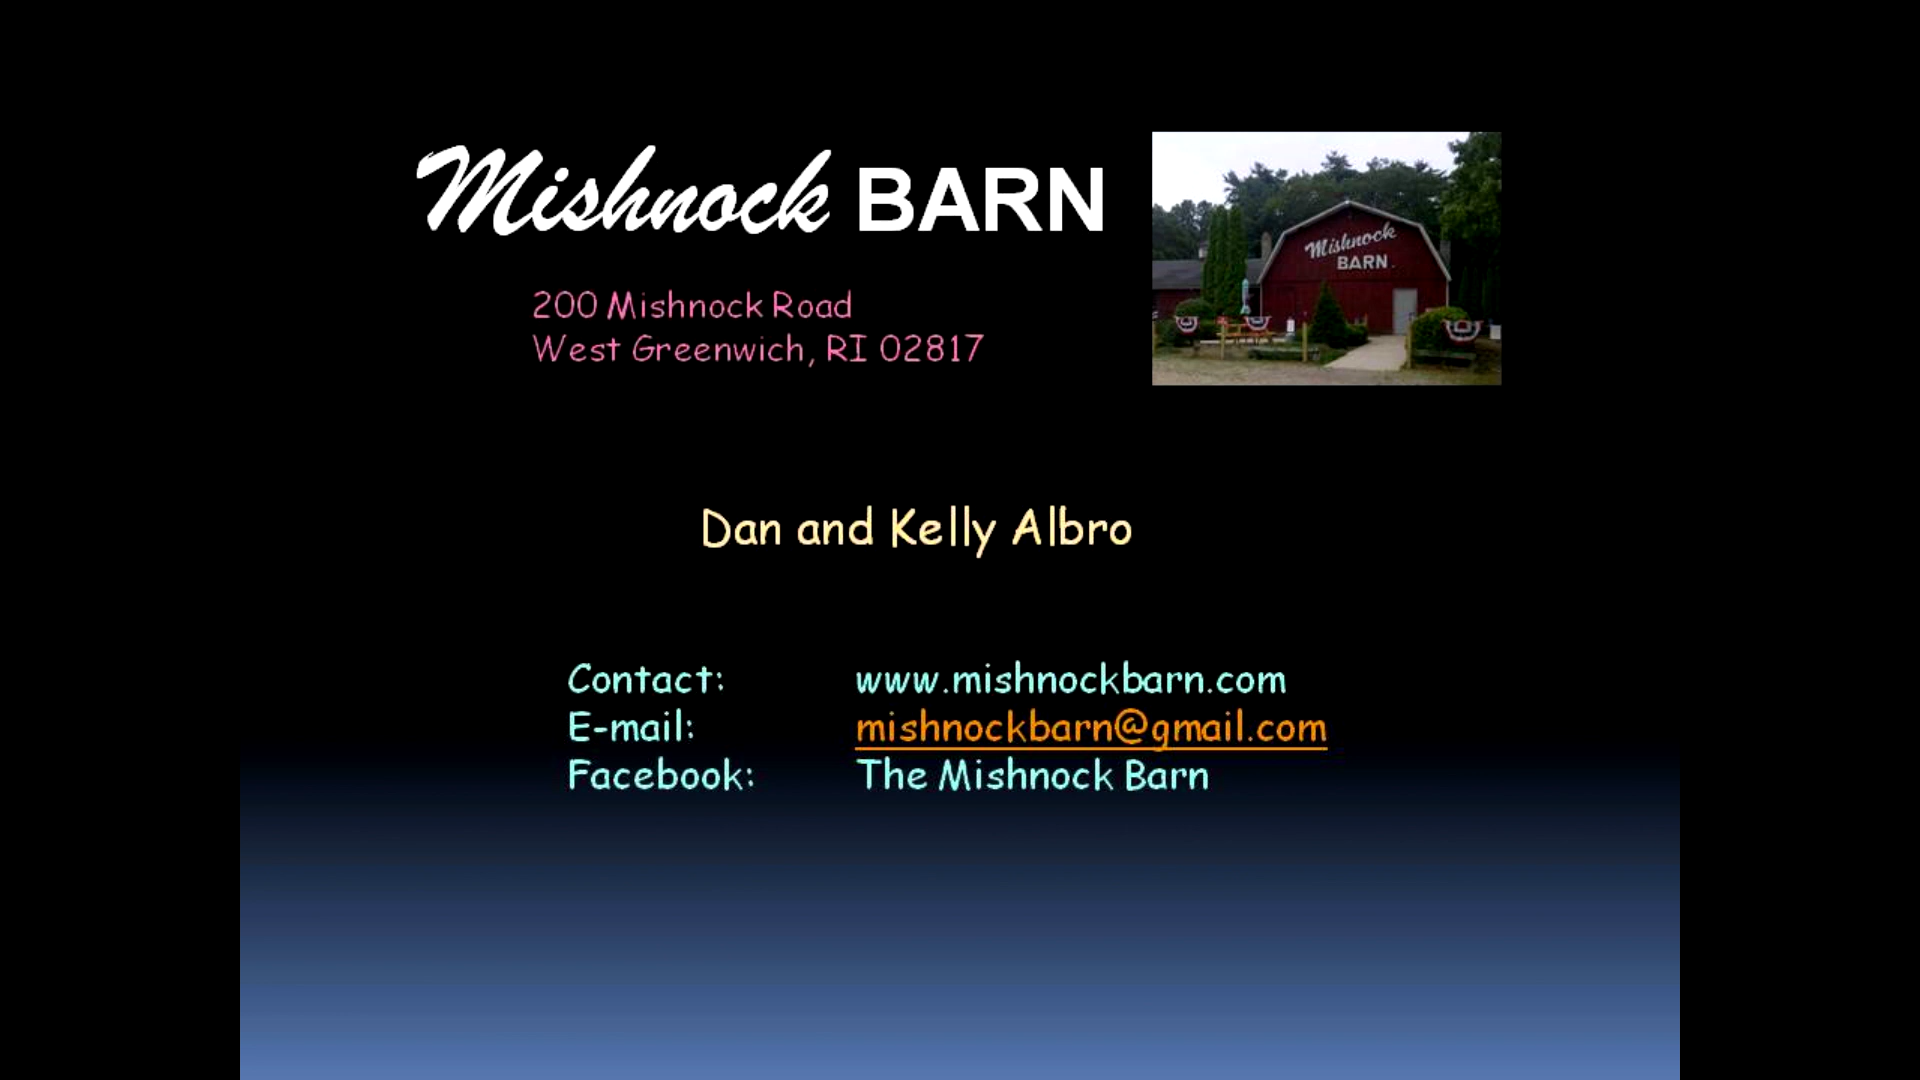 Mishnock BARN
Mishnock
BARN
200 Mishnock Road
West Greenwich, RI 02817
Dan and Kelly Albro
Contact: www.mishnockbarn.com
E-mail: mishnockbarn@gmail.com
Facebook: The Mishnock Barn